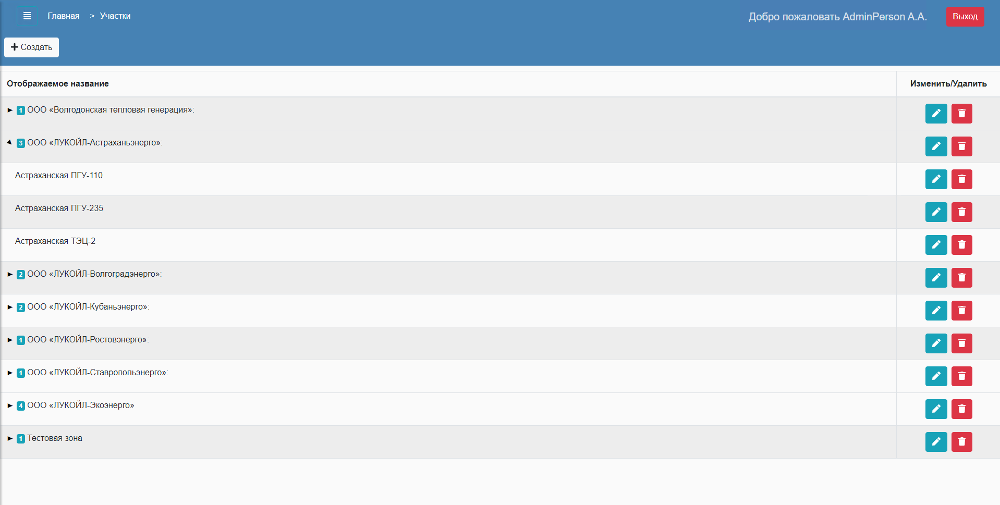 Главная > Участки
Добро пожаловать AdminPerson A.A.
Выход
Создать
Отображаемое название
Изменить/Удалить
1 ООО «Волгодонская тепловая генерация»:
3 ООО «ЛУКОЙЛ-Астраханьэнерго»:
Астраханская ПГУ-110
Астраханская ПГУ-235
Астраханская ТЭЦ-2
2 ООО «ЛУКОЙЛ-Волгоградэнерго»:
2 ООО «ЛУКОЙЛ-Кубаньэнерго»:
1 ООО «ЛУКОЙЛ-Ростовэнерго»:
1 ООО «ЛУКОЙЛ-Ставропольэнерго»:
4 ООО «ЛУКОЙЛ-Экоэнерго»
1 Тестовая зона